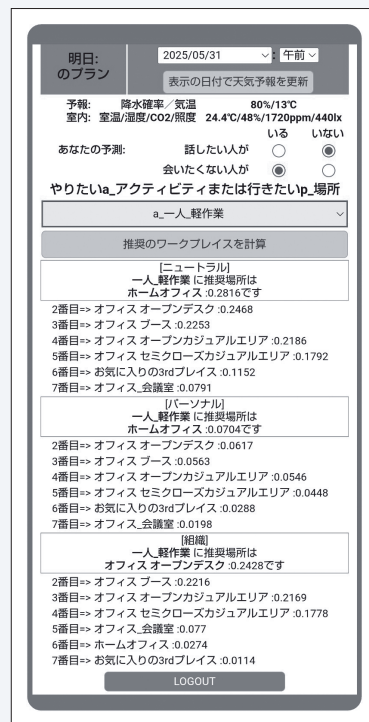 明日:
のプラン
2025/05/31 : 午前
表示の日付で天気予報を更新
予報: 降水確率／気温 80%/13℃
室内: 室温/湿度/CO2/照度 24.4℃/48%/1720ppm/440lx
いる いない
あなたの予測: 話したい人が
会いたくない人が
やりたいa_アクティビティまたは行きたいp_場所
a_一人_軽作業
推奨のワークプレイスを計算
[ニュートラル]
一人_軽作業 に推奨場所は
ホームオフィス :0.2816です
2番目=> オフィス オープンデスク :0.2468
3番目=> オフィス ブース :0.2253
4番目=> オフィス オープンカジュアルエリア :0.2186
5番目=> オフィス セミクローズカジュアルエリア :0.1792
6番目=> お気に入りの3rdプレイス :0.1152
7番目=> オフィス_会議室 :0.0791
[パーソナル]
一人_軽作業 に推奨場所は
ホームオフィス :0.0704です
2番目=> オフィス オープンデスク :0.0617
3番目=> オフィス ブース :0.0563
4番目=> オフィス オープンカジュアルエリア :0.0546
5番目=> オフィス セミクローズカジュアルエリア :0.0448
6番目=> お気に入りの3rdプレイス :0.0288
7番目=> オフィス_会議室 :0.0198
[組織]
一人_軽作業 に推奨場所は
オフィス オープンデスク :0.2428です
2番目=> オフィス ブース :0.2216
3番目=> オフィス オープンカジュアルエリア :0.2169
4番目=> オフィス セミクローズカジュアルエリア :0.1778
5番目=> オフィス_会議室 :0.077
6番目=> ホームオフィス :0.0274
7番目=> お気に入りの3rdプレイス :0.0114
LOGOUT